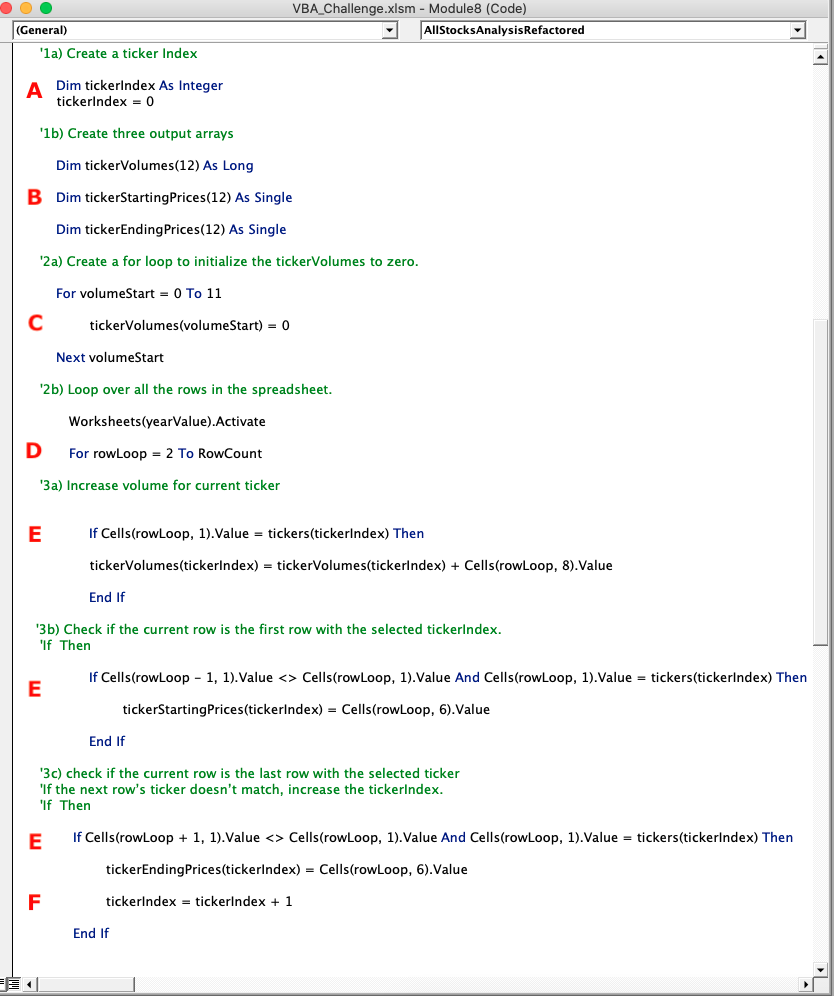 VBA_Challenge.xlsm - Module8 (Code)
(General) AllStocksAnalysisRefactored
'1a) Create a ticker Index
A Dim tickerIndex As Integer
tickerIndex = 0
'1b) Create three output arrays
Dim tickerVolumes(12) As Long
B Dim tickerStartingPrices(12) As Single
Dim tickerEndingPrices(12) As Single
'2a) Create a for loop to initialize the tickerVolumes to zero.
For volumeStart = 0 To 11
C tickerVolumes(volumeStart) = 0
Next volumeStart
'2b) Loop over all the rows in the spreadsheet.
Worksheets(yearValue).Activate
D For rowLoop = 2 To RowCount
'3a) Increase volume for current ticker
E If Cells(rowLoop, 1).Value = tickers(tickerIndex) Then
tickerVolumes(tickerIndex) = tickerVolumes(tickerIndex) + Cells(rowLoop, 8).Value
End If
'3b) Check if the current row is the first row with the selected tickerIndex.
'If Then
E If Cells(rowLoop - 1, 1).Value <> Cells(rowLoop, 1).Value And Cells(rowLoop, 1).Value = tickers(tickerIndex) Then
tickerStartingPrices(tickerIndex) = Cells(rowLoop, 6).Value
End If
'3c) check if the current row is the last row with the selected ticker
'If the next row's ticker doesn't match, increase the tickerIndex.
'If Then
E If Cells(rowLoop + 1, 1).Value <> Cells(rowLoop, 1).Value And Cells(rowLoop, 1).Value = tickers(tickerIndex) Then
tickerEndingPrices(tickerIndex) = Cells(rowLoop, 6).Value
F tickerIndex = tickerIndex + 1
End If